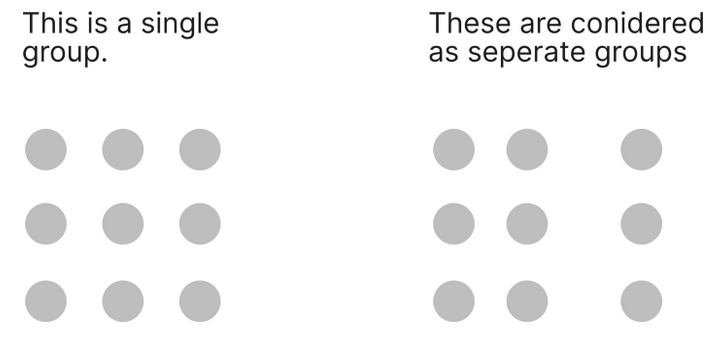 This is a single
group.
These are conidered
as seperate groups